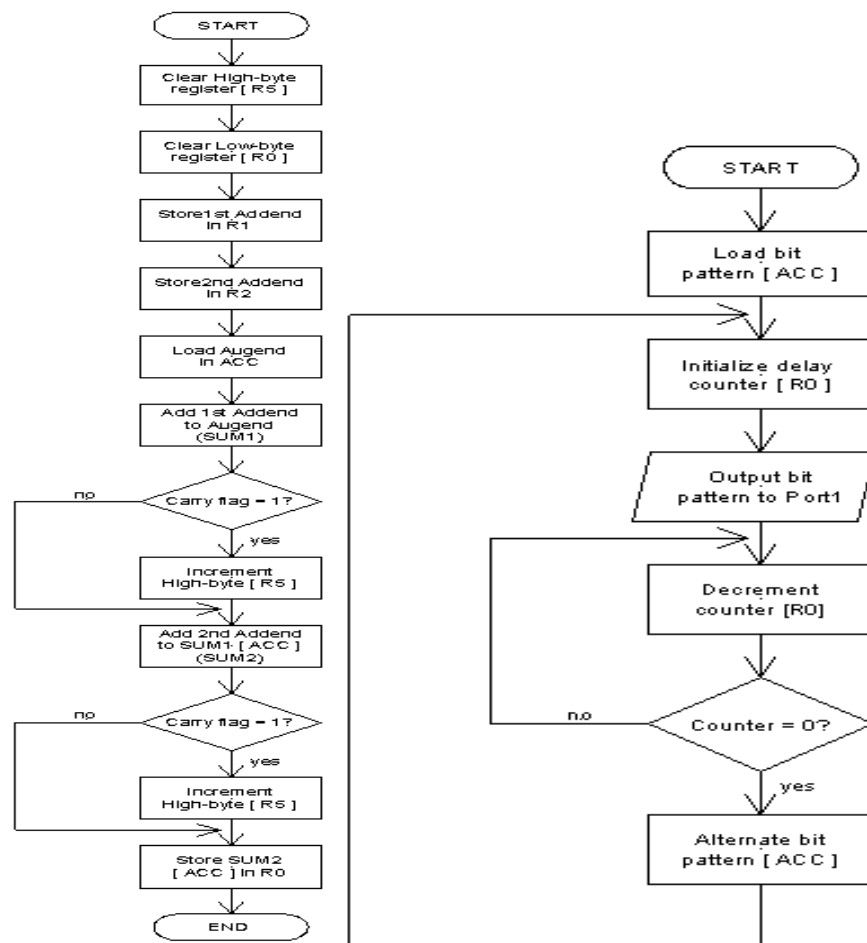 START
Clear High-byte
register [ R5 ]
Clear Low-byte
register [ R0 ]
Store1st Addend
in R1
Store2nd Addend
in R2
Load Augend
in ACC
Add 1st Addend
to Augend
(SUM1)
Carry flag = 1?
no
yes
Increment
High-byte [ R5 ]
Add 2nd Addend
to SUM1 [ ACC ]
(SUM2)
Carry flag = 1?
no
yes
Increment
High-byte [ R5 ]
Store SUM2
[ ACC ] in R0
END
START
Load bit
pattern [ ACC ]
Initialize delay
counter [ R0 ]
Output bit
pattern to Port1
Decrement
counter [R0]
Counter = 0?
no
yes
Alternate bit
pattern [ ACC ]